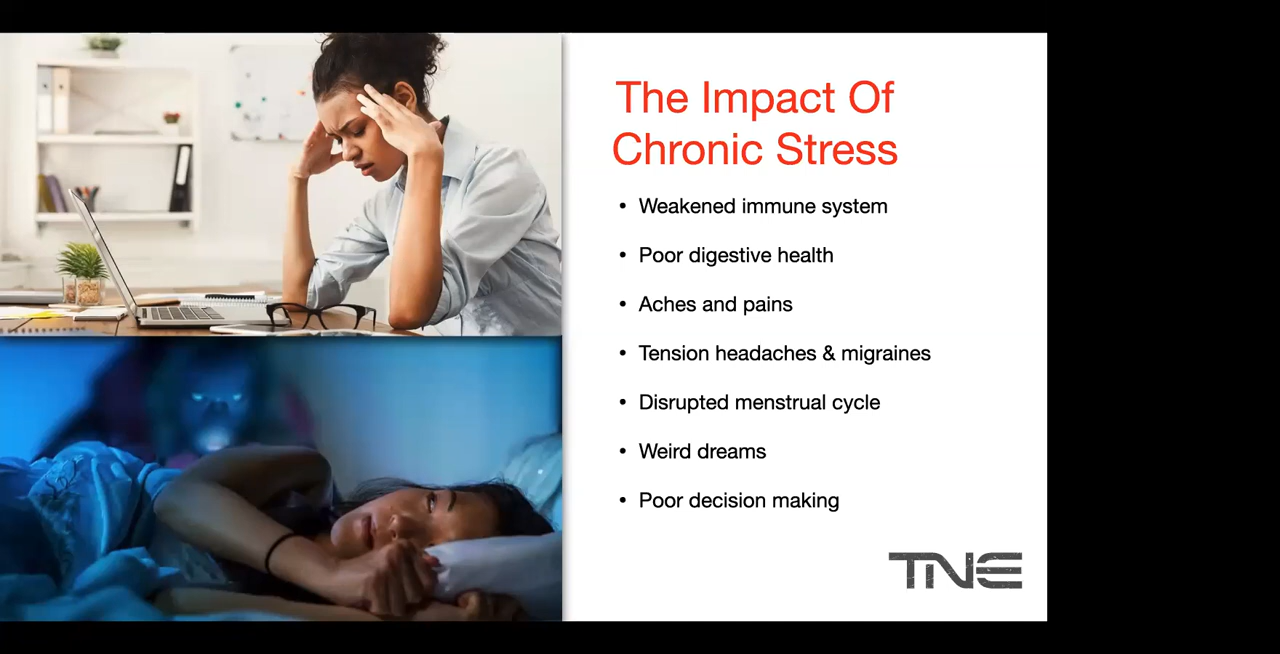 The Impact Of
Chronic Stress
• Weakened immune system
• Poor digestive health
• Aches and pains
• Tension headaches & migraines
• Disrupted menstrual cycle
• Weird dreams
• Poor decision making
TNE